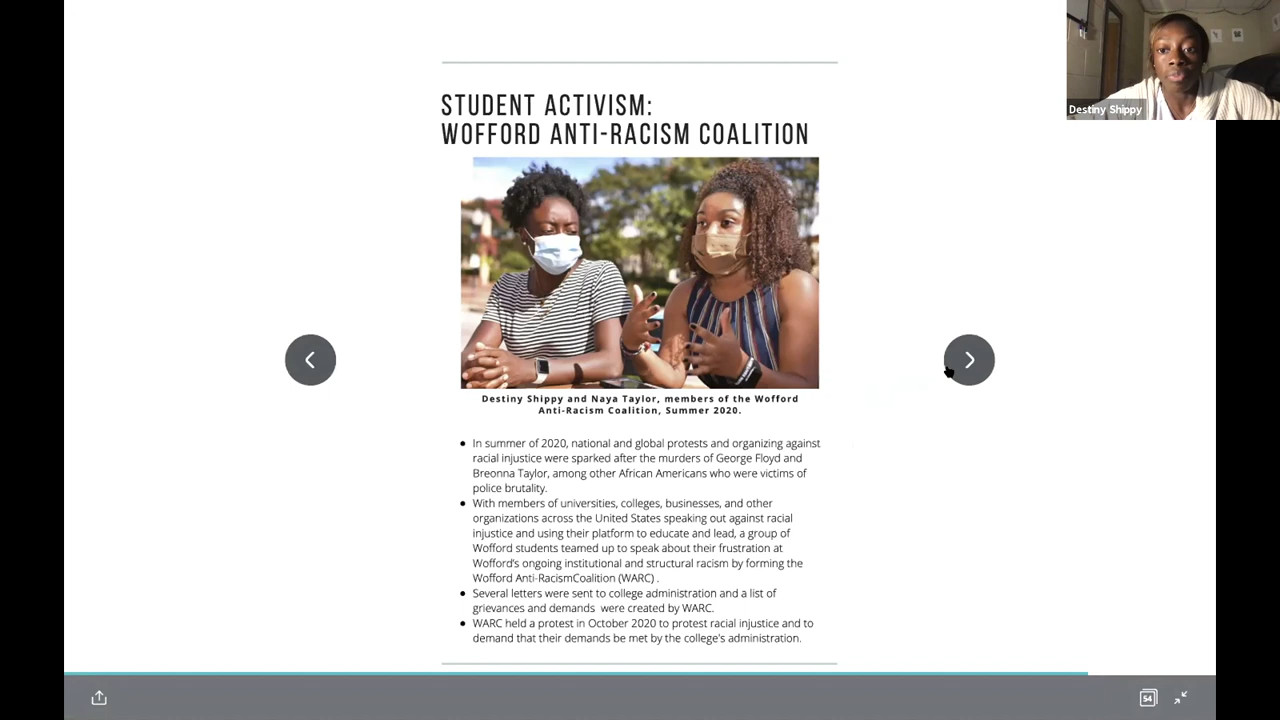 Destiny Shippy
STUDENT ACTIVISM:
WOFFORD ANTI-RACISM COALITION
Destiny Shippy and Naya Taylor, members of the Wofford
Anti-Racism Coalition, Summer 2020.
● In summer of 2020, national and global protests and organizing against
racial injustice were sparked after the murders of George Floyd and
Breonna Taylor, among other African Americans who were victims of
police brutality.
● With members of universities, colleges, businesses, and other
organizations across the United States speaking out against racial
injustice and using their platform to educate and lead, a group of
Wofford students teamed up to speak about their frustration at
Wofford's ongoing institutional and structural racism by forming the
Wofford Anti-RacismCoalition (WARC) .
● Several letters were sent to college administration and a list of
grievances and demands  were created by WARC.
● WARC held a protest in October 2020 to protest racial injustice and to
demand that their demands be met by the college's administration.
54